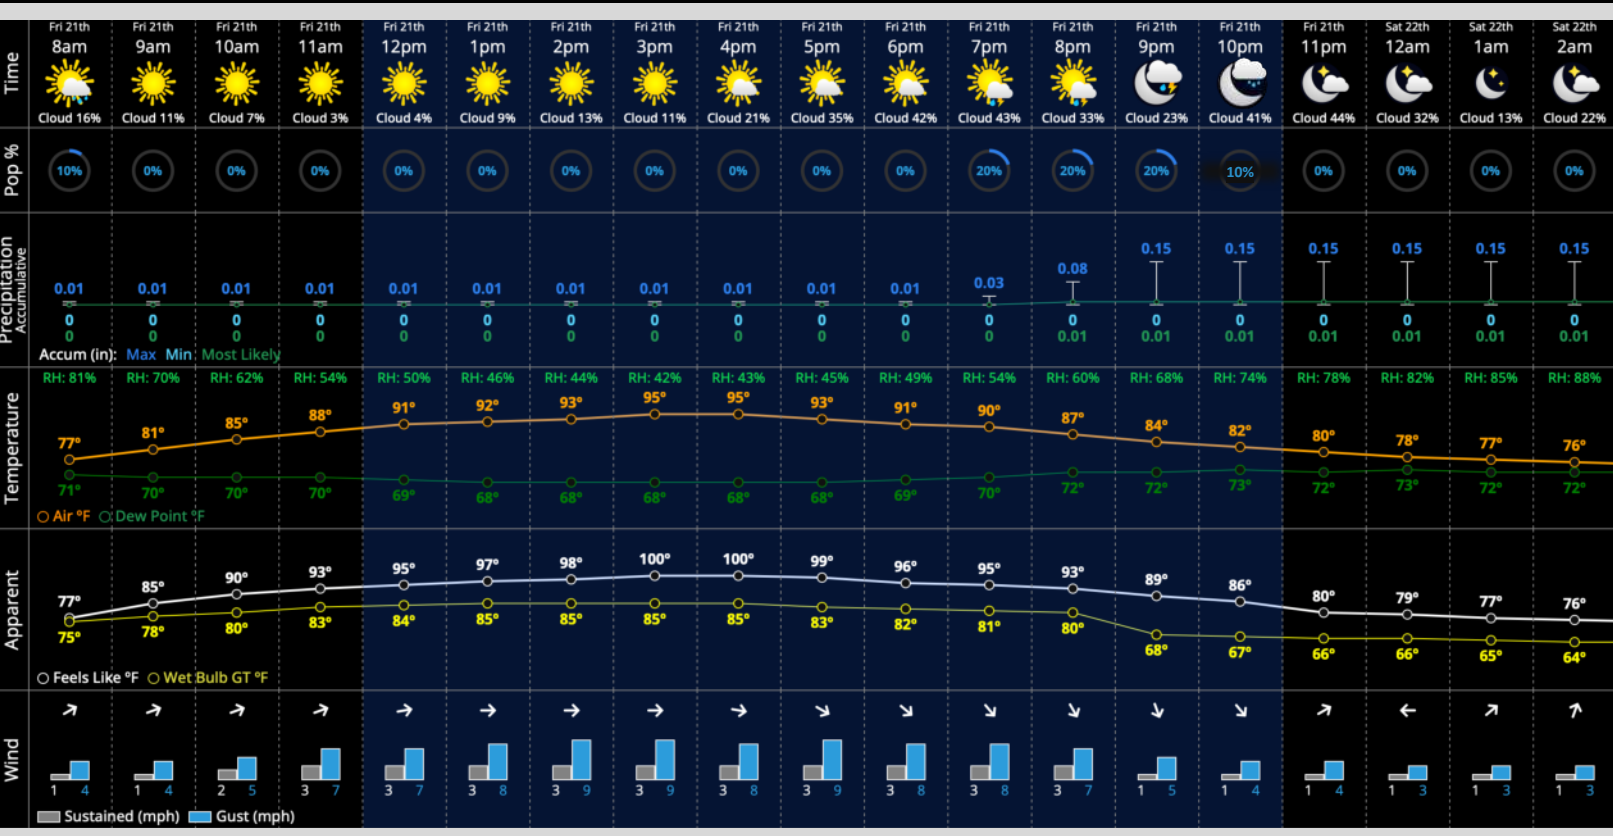 Fri 21th Fri 21th Fri 21th Fri 21th Fri 21th Fri 21th Fri 21th Fri 21th Fri 21th Fri 21th Fri 21th Fri 21th Fri 21th Fri 21th Fri 21th Fri 21th Sat 22th Sat 22th Sat 22th
8am 9am 10am 11am 12pm 1pm 2pm 3pm 4pm 5pm 6pm 7pm 8pm 9pm 10pm 11pm 12am 1am 2am
Time
Cloud 16% Cloud 11% Cloud 7% Cloud 3% Cloud 4% Cloud 9% Cloud 13% Cloud 11% Cloud 21% Cloud 35% Cloud 42% Cloud 43% Cloud 33% Cloud 23% Cloud 41% Cloud 44% Cloud 32% Cloud 13% Cloud 22%
Pop %
10% 0% 0% 0% 0% 0% 0% 0% 0% 0% 0% 20% 20% 20% 10% 0% 0% 0% 0%
Precipitation
Accumulative
0.01 0.01 0.01 0.01 0.01 0.01 0.01 0.01 0.01 0.01 0.01 0.03 0.08 0.15 0.15 0.15 0.15 0.15 0.15
0 0 0 0 0 0 0 0 0 0 0 0 0 0 0 0 0 0 0
0 0 0 0 0 0 0 0 0 0 0 0 0.01 0.01 0.01 0.01 0.01 0.01 0.01
Accum (in): Max Min Most Likely
Temperature
RH: 81% RH: 70% RH: 62% RH: 54% RH: 50% RH: 46% RH: 44% RH: 42% RH: 43% RH: 45% RH: 49% RH: 54% RH: 60% RH: 68% RH: 74% RH: 78% RH: 82% RH: 85% RH: 88%
77° 81° 85° 88° 91° 92° 93° 95° 95° 93° 91° 90° 87° 84° 82° 80° 78° 77° 76°
71° 70° 70° 70° 69° 68° 68° 68° 68° 68° 69° 70° 72° 72° 73° 72° 73° 72° 72°
Air °F Dew Point °F
Apparent
77° 85° 90° 93° 95° 97° 98° 100° 100° 99° 96° 95° 93° 89° 86° 80° 79° 77° 76°
75° 78° 80° 83° 84° 85° 85° 85° 85° 83° 82° 81° 80° 68° 67° 66° 66° 65° 64°
Feels Like °F Wet Bulb GT °F
Wind
1 4 1 4 2 5 3 7 3 7 3 8 3 9 3 9 3 8 3 9 3 8 3 8 3 7 1 5 1 4 1 4 1 3 1 3 1 3
Sustained (mph) Gust (mph)